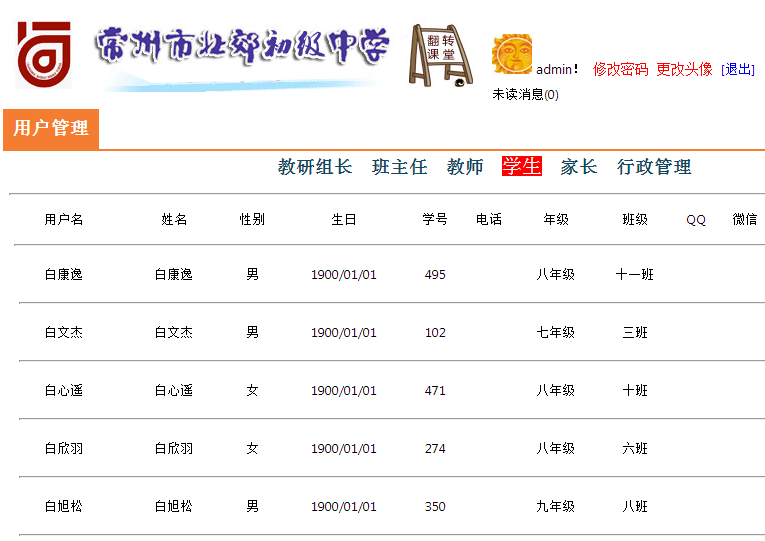 常州市北郊初级中学
翻转
课堂
admin! 修改密码 更改头像 [退出]
未读消息(0)
用户管理
教研组长 班主任 教师 学生 家长 行政管理
用户名 姓名 性别 生日 学号 电话 年级 班级 QQ 微信
白康逸 白康逸 男 1900/01/01 495 八年级 十一班
白文杰 白文杰 男 1900/01/01 102 七年级 三班
白心遥 白心遥 女 1900/01/01 471 八年级 十班
白欣羽 白欣羽 女 1900/01/01 274 八年级 六班
白旭松 白旭松 男 1900/01/01 350 九年级 八班